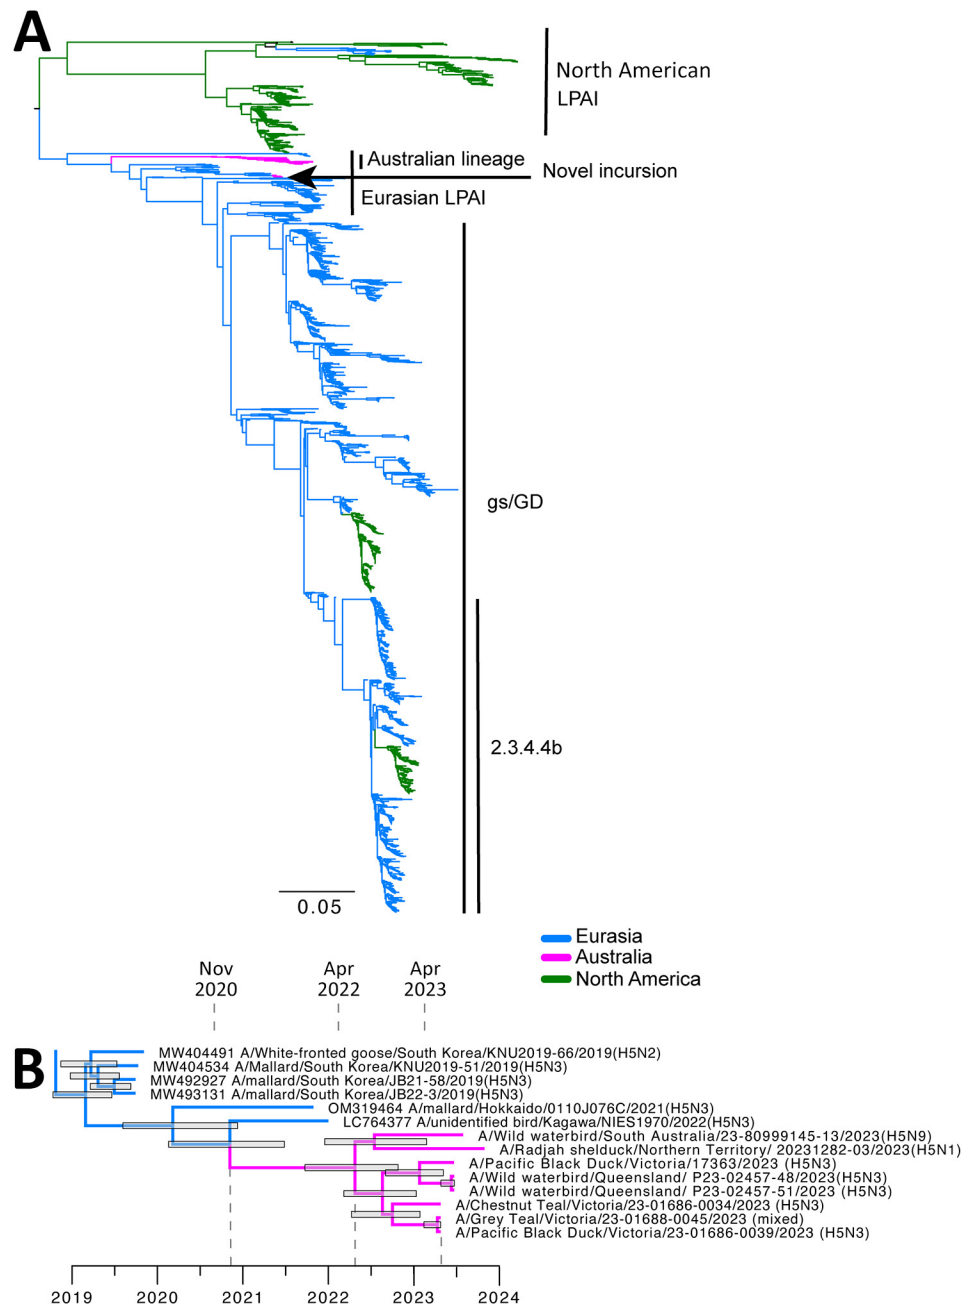 A
North American
LPAI
Australian lineage
Novel incursion
Eurasian LPAI
gs/GD
2.3.4.4b
0.05
Eurasia
Australia
North America
Nov
2020
Apr
2022
Apr
2023
B
MW404491 A/White-fronted goose/South Korea/KNU2019-66/2019(H5N2)
MW404534 A/Mallard/South Korea/KNU2019-51/2019(H5N3)
MW492927 A/mallard/South Korea/JB21-58/2019(H5N3)
MW493131 A/mallard/South Korea/JB22-3/2019(H5N3)
OM319464 A/mallard/Hokkaido/0110J076C/2021(H5N3)
LC764377 A/unidentified bird/Kagawa/NIES1970/2022(H5N3)
A/Wild waterbird/South Australia/23-80999145-13/2023(H5N9)
A/Radjah shelduck/Northern Territory/ 20231282-03/2023(H5N1)
A/Pacific Black Duck/Victoria/17363/2023 (H5N3)
A/Wild waterbird/Queensland/ P23-02457-48/2023(H5N3)
A/Wild waterbird/Queensland/ P23-02457-51/2023 (H5N3)
A/Chestnut Teal/Victoria/23-01686-0034/2023 (H5N3)
A/Grey Teal/Victoria/23-01688-0045/2023 (mixed)
A/Pacific Black Duck/Victoria/23-01686-0039/2023 (H5N3)
2019 2020 2021 2022 2023 2024